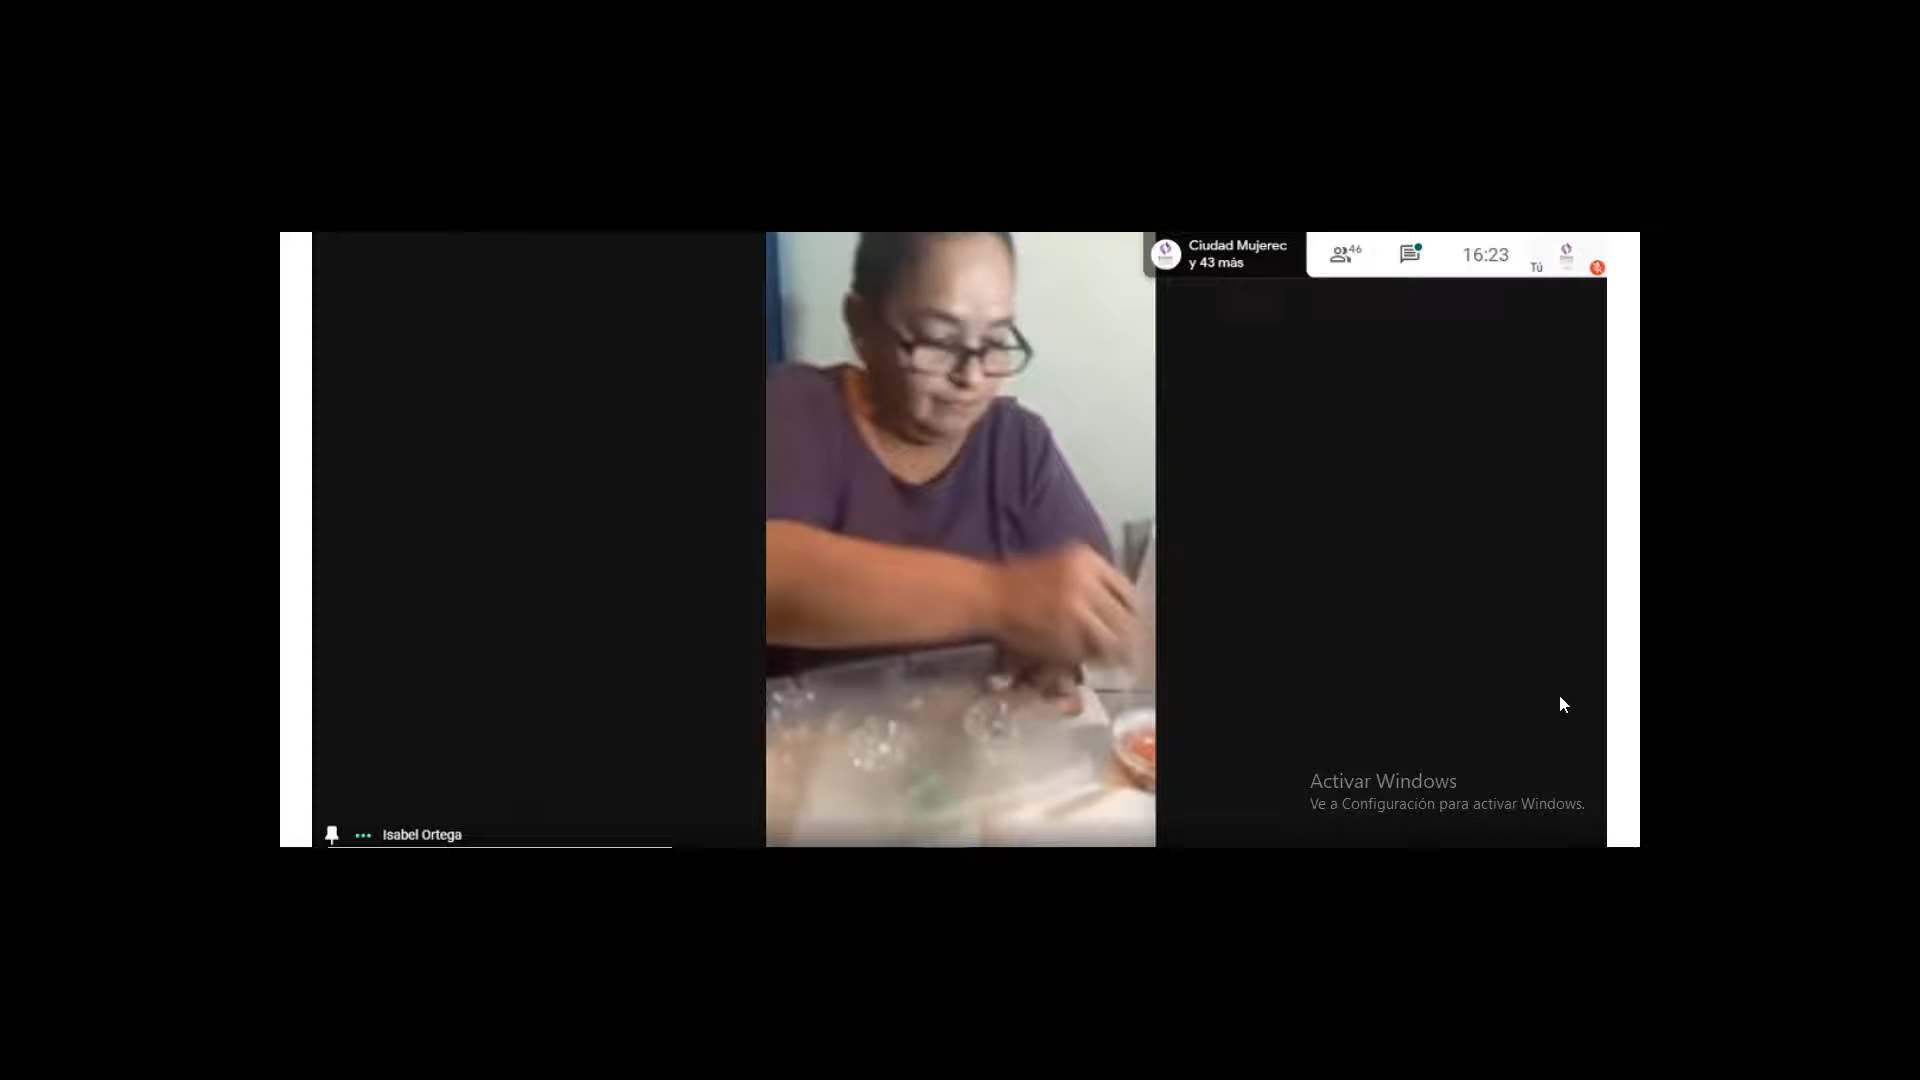 Ciudad Mujerec
y 43 más
46
16:23
Tú
Activar Windows
Ve a Configuración para activar Windows.
Isabel Ortega